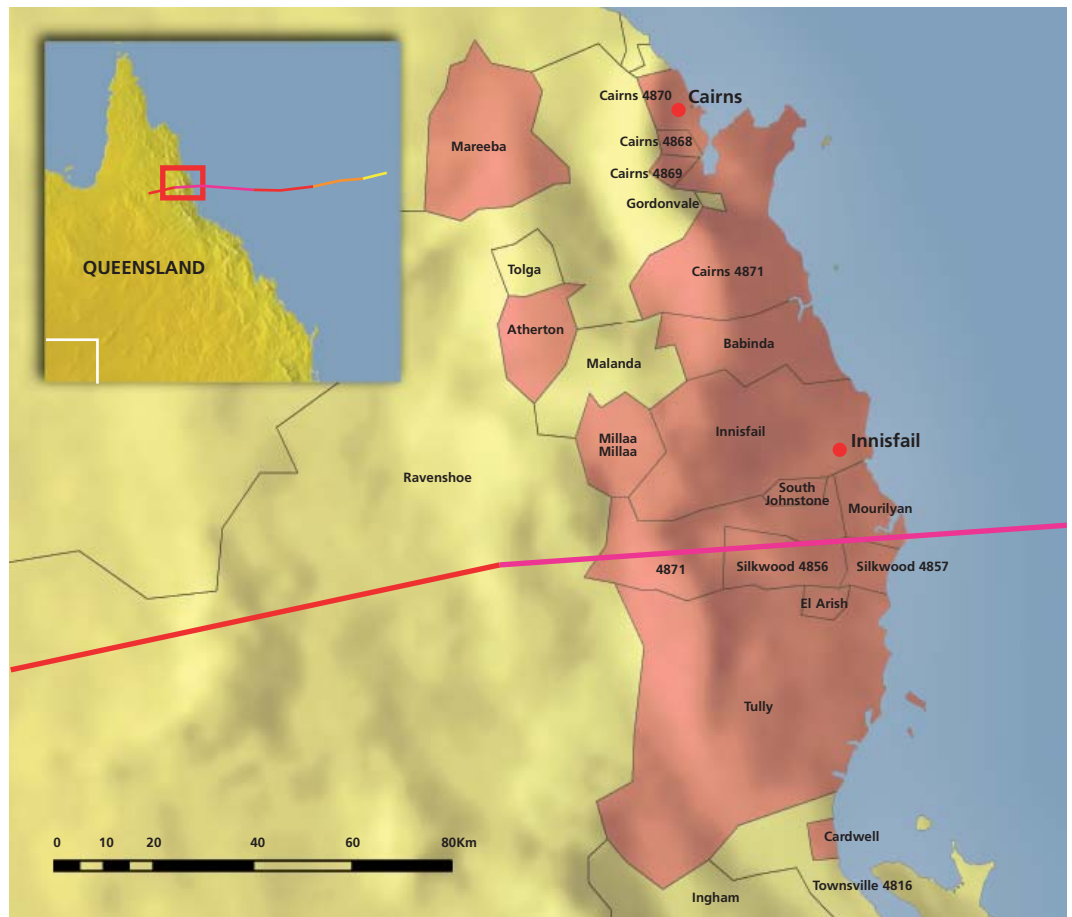 QUEENSLAND
Cairns 4870
Cairns
Mareeba
Cairns 4868
Cairns 4869
Gordonvale
Tolga
Cairns 4871
Atherton
Babinda
Malanda
Innisfail
Millaa
Millaa
Innisfail
Ravenshoe
South
Johnstone
Mourilyan
4871
Silkwood 4856
Silkwood 4857
El Arish
Tully
0 10 20 40 60 80Km
Cardwell
Townsville 4816
Ingham